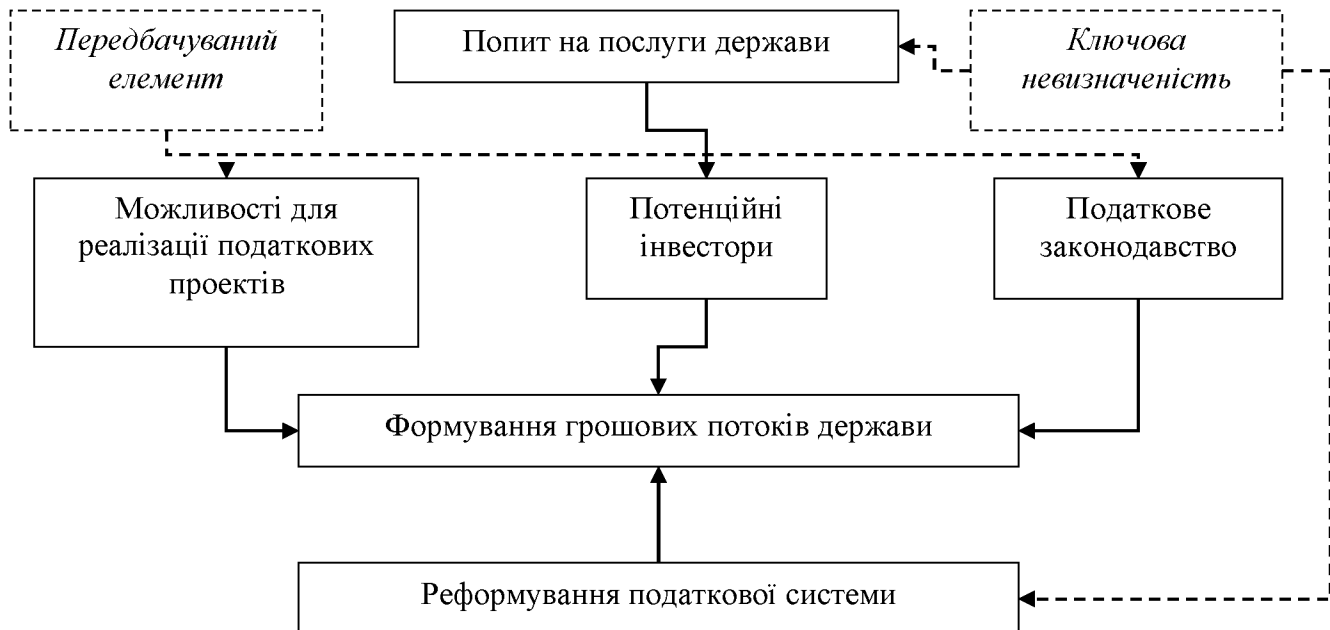 Передбачуваний
елемент
Попит на послуги держави
Ключова
невизначеність
Можливості для
реалізації податкових
проектів
Потенційні
інвестори
Податкове
законодавство
Формування грошових потоків держави
Реформування податкової системи